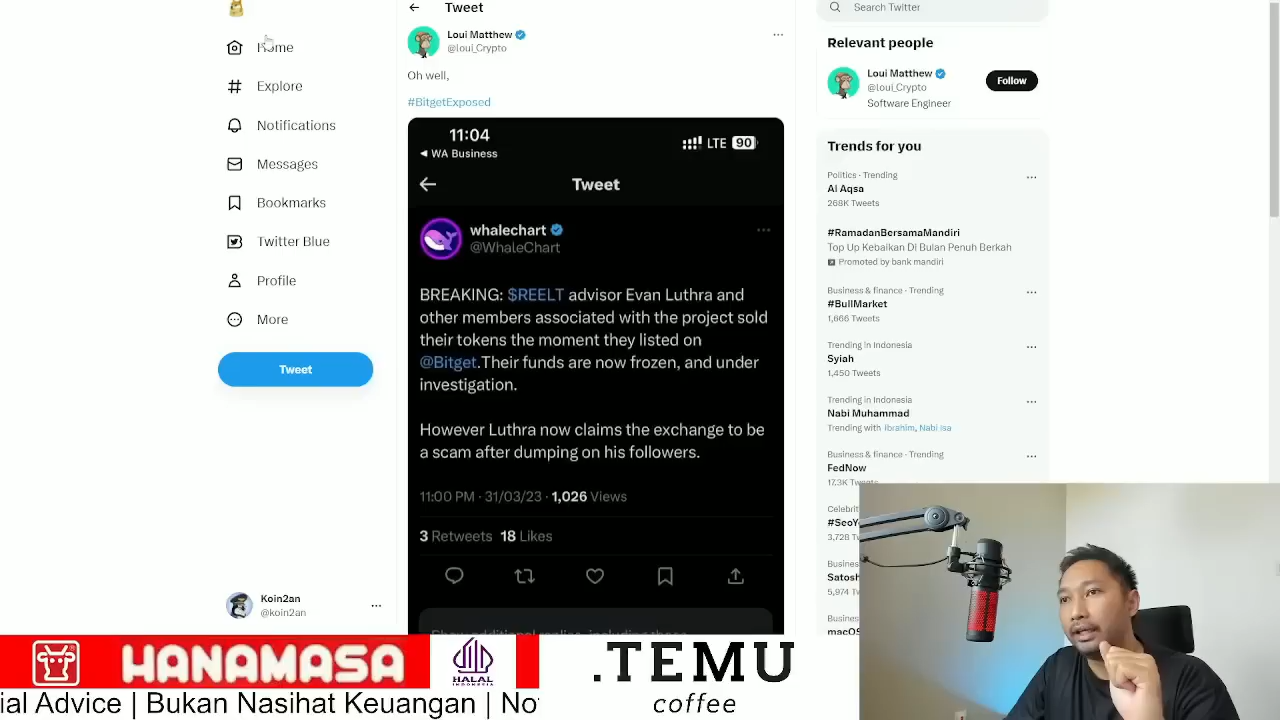 Home
Explore
Notifications
Messages
Bookmarks
Twitter Blue
Profile
More
Tweet
Koin2an
@koin2an
Tweet
Loui Matthew
@loui_Crypto
Oh well,
#BitgetExposed
11:04
LTE 90
◄ WA Business
Tweet
whalechart
@WhaleChart
BREAKING: $REELT advisor Evan Luthra and
other members associated with the project sold
their tokens the moment they listed on
@Bitget.Their funds are now frozen, and under
investigation.
However Luthra now claims the exchange to be
a scam after dumping on his followers.
11:00 PM · 31/03/23 · 1,026 Views
3 Retweets 18 Likes
Search Twitter
Relevant people
Loui Matthew
@loui_Crypto
Follow
Software Engineer
Trends for you
Politics · Trending
Al Aqsa
268K Tweets
#RamadanBersamaMandiri
Top Up Kebaikan Di Bulan Penuh Berkah
Promoted by bank mandiri
Business & finance · Trending
#BullMarket
1,666 Tweets
Trending in Indonesia
Syiah
1,450 Tweets
Trending in Indonesia
Nabi Muhammad
Trending with Ibrahim, Nabi Isa
Business & finance · Trending
FedNow
17.3K Tweets
Celebri
#SeoY
3,728 T
Busines
Satosh
5,974 T
Busines
macOS
HANAMASA
HALAL
INDONESIA
.TEMU
coffee
ial Advice | Bukan Nasihat Keuangan | No